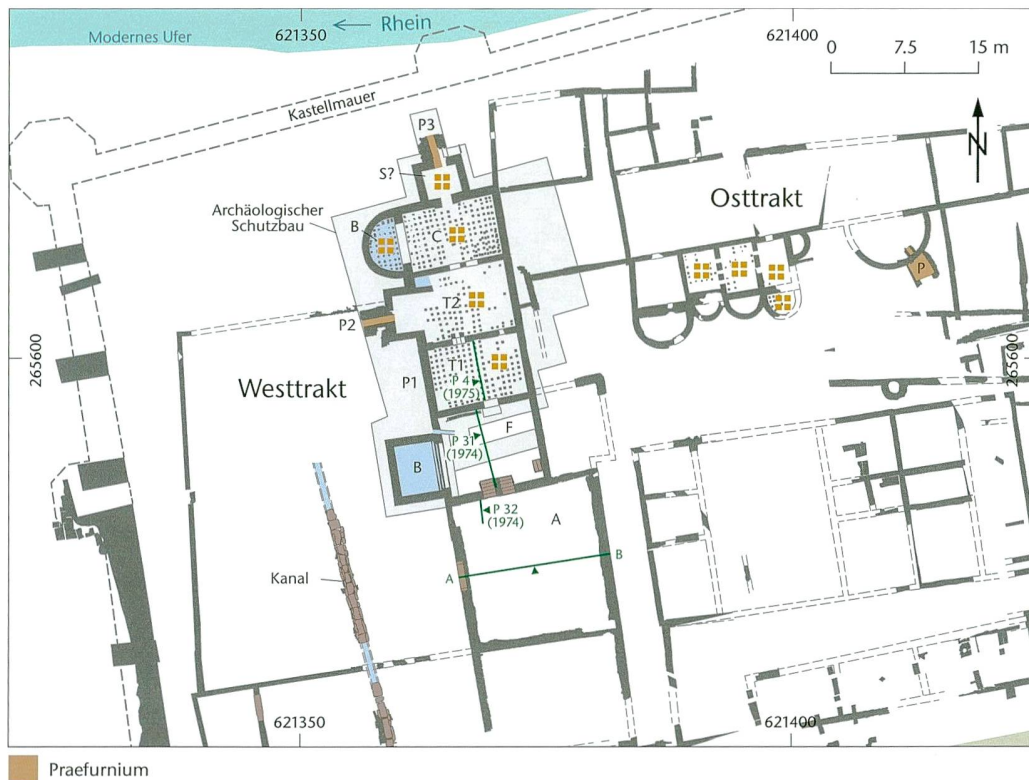 Modernes Ufer
621350
← Rhein
621400
0 7.5 15 m
Kastellmauer
N
P3
S?
Osttrakt
Archäologischer
Schutzbau
B
C
P
T2
P2
265600
265600
Westtrakt
P1
T1
P 41
(1975)
F
P 31
(1974)
B
P 32
(1974)
A
Kanal
A
B
621350
621400
Praefurnium